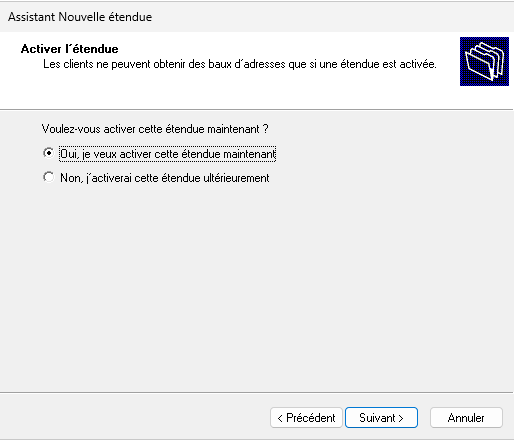 Assistant Nouvelle étendue
Activer l'étendue
Les clients ne peuvent obtenir des baux d'adresses que si une étendue est activée.
Voulez-vous activer cette étendue maintenant ?
Oui, je veux activer cette étendue maintenant
Non, j'activerai cette étendue ultérieurement
< Précédent
Suivant >
Annuler